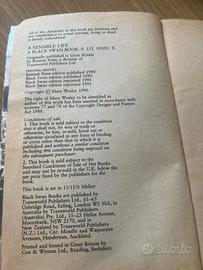 All of the characters in this book are fictitious and
any resemblance to actual persons, living or dead,
is purely coincidental.
A SENSIBLE LIFE
A BLACK SWAN BOOK 0 552 99393 X
Originally published in Great Britain
by Bantam Press, a division of
Transworld Publishers Ltd.
PRINTING HISTORY
Bantam Press edition published 1990
Black Swan edition published 1990
Black Swan edition reprinted 1990
Black Swan edition reprinted 1991
Copyright © Mary Wesley 1990
The right of Mary Wesley to be identified as author of
this work has been asserted in accordance with
sections 77 and 78 of the Copyright Designs and Patents
Act 1988.
Conditions of sale
1. This book is sold subject to the condition
that it shall not, by way of trade or
otherwise, be lent, re-sold, hired out or
otherwise circulated in any form of binding
or cover other than that in which it is
published and without a similar condition
including this condition being imposed on
the subsequent purchaser.
2. This book is sold subject to the
Standard Conditions of Sale of Net Books
and may not be re-sold in the U.K. below the
net price fixed by the publishers for
the book.
This book is set in 11/11½ Mellior
Black Swan Books are published by
Transworld Publishers Ltd., 61–63
Uxbridge Road, Ealing, London W5 5SA, in
Australia by Transworld Publishers
(Australia) Pty. Ltd., 15–23 Helles Avenue,
Moorebank, NSW 2170, and in
New Zealand by Transworld Publishers
(N.Z.) Ltd., Cnr. Moselle and Waipareira
Avenues, Henderson, Auckland.
Printed and bound in Great Britain by
Cox & Wyman Ltd., Reading, Berkshire
subito